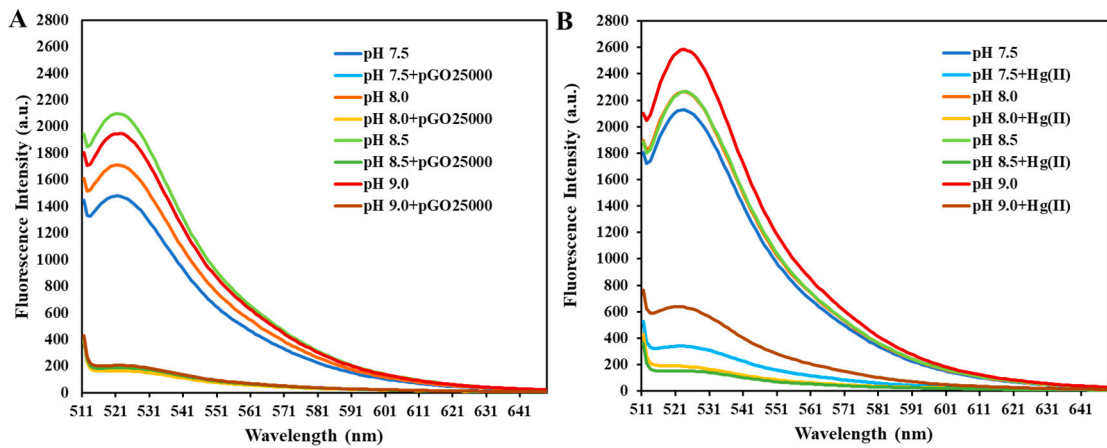 A
Fluorescence Intensity (a.u.)
2800
2600
2400
2200
2000
1800
1600
1400
1200
1000
800
600
400
200
0
pH 7.5
pH 7.5+pGO25000
pH 8.0
pH 8.0+pGO25000
pH 8.5
pH 8.5+pGO25000
pH 9.0
pH 9.0+pGO25000
511 521 531 541 551 561 571 581 591 601 611 621 631 641
Wavelength (nm)
B
Fluorescence Intensity (a.u.)
2800
2600
2400
2200
2000
1800
1600
1400
1200
1000
800
600
400
200
0
pH 7.5
pH 7.5+Hg(II)
pH 8.0
pH 8.0+Hg(II)
pH 8.5
pH 8.5+Hg(II)
pH 9.0
pH 9.0+Hg(II)
511 521 531 541 551 561 571 581 591 601 611 621 631 641
Wavelength (nm)